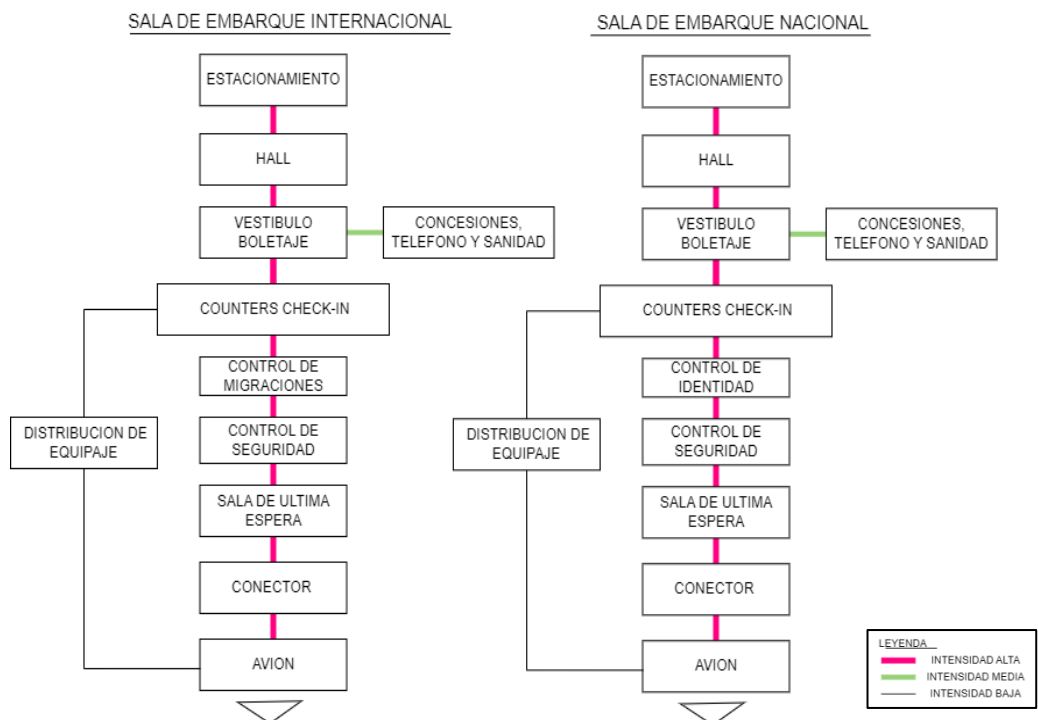 SALA DE EMBARQUE INTERNACIONAL
ESTACIONAMIENTO
HALL
VESTIBULO
BOLETAJE
CONCESIONES,
TELEFONO Y SANIDAD
COUNTERS CHECK-IN
CONTROL DE
MIGRACIONES
DISTRIBUCION DE
EQUIPAJE
CONTROL DE
SEGURIDAD
SALA DE ULTIMA
ESPERA
CONECTOR
AVION
SALA DE EMBARQUE NACIONAL
ESTACIONAMIENTO
HALL
VESTIBULO
BOLETAJE
CONCESIONES,
TELEFONO Y SANIDAD
COUNTERS CHECK-IN
CONTROL DE
IDENTIDAD
DISTRIBUCION DE
EQUIPAJE
CONTROL DE
SEGURIDAD
SALA DE ULTIMA
ESPERA
CONECTOR
AVION
LEYENDA
INTENSIDAD ALTA
INTENSIDAD MEDIA
INTENSIDAD BAJA